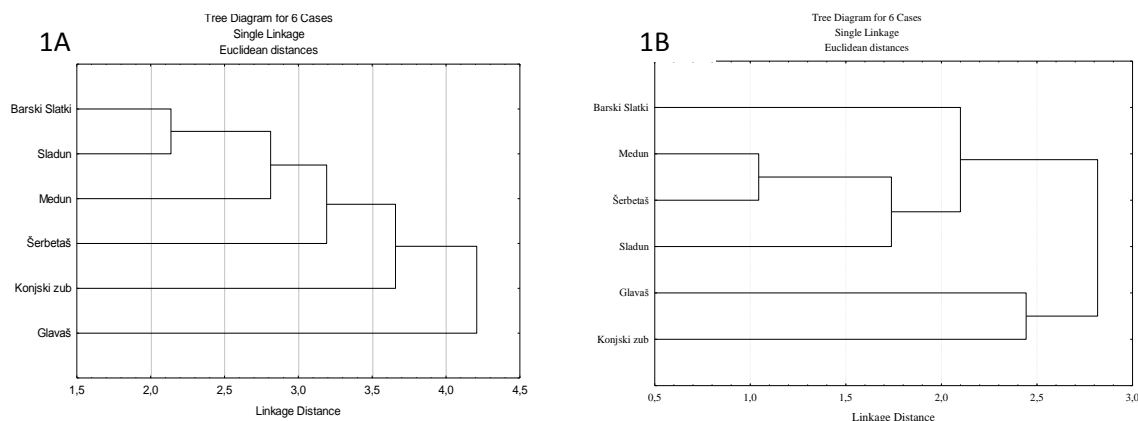 1A
Tree Diagram for 6 Cases
Single Linkage
Euclidean distances
Barski Slatki
Sladun
Medun
Šerbetaš
Konjski zub
Glavaš
1,5 2,0 2,5 3,0 3,5 4,0 4,5
Linkage Distance
1B
Tree Diagram for 6 Cases
Single Linkage
Euclidean distances
Barski Slatki
Medun
Šerbetaš
Sladun
Glavaš
Konjski zub
0,5 1,0 1,5 2,0 2,5 3,0
Linkage Distance